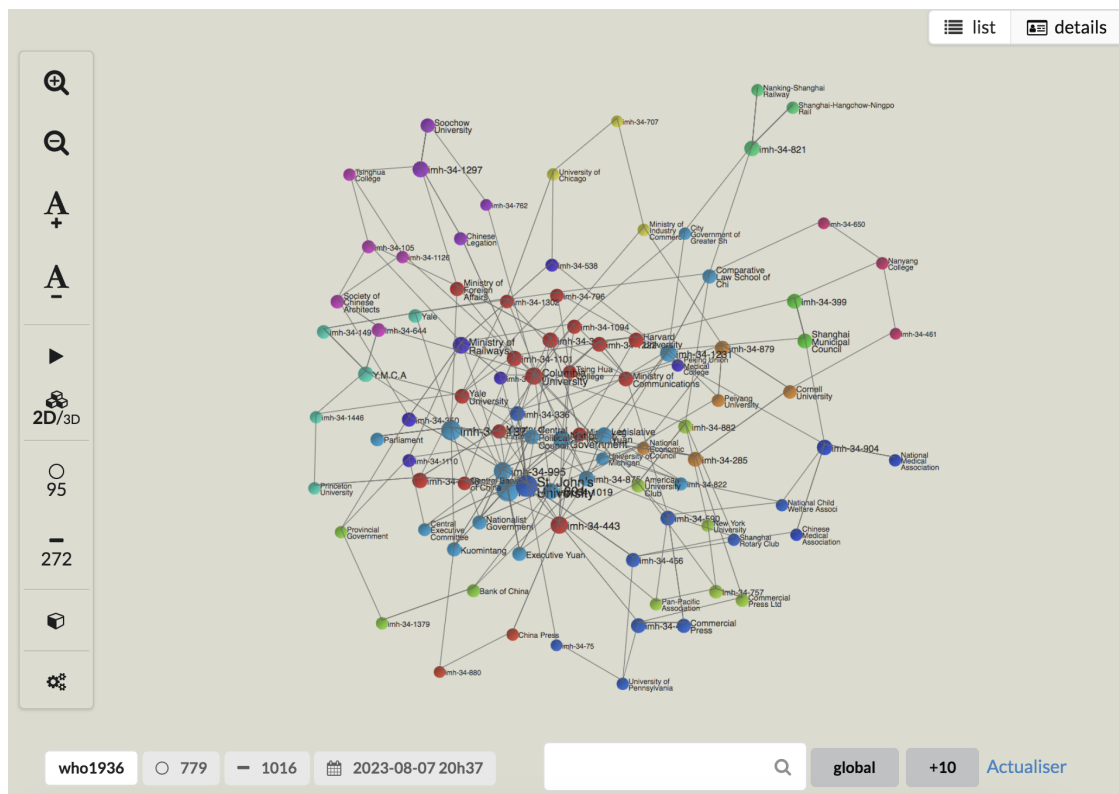 list
details
Nanking-Shanghai
Railway
Shanghai-Hangchow-Ningpo
Rail
Soochow
University
imh-34-707
imh-34-821
Tsinghua
College
imh-34-1297
University of
Chicago
imh-34-762
imh-34-650
Ministry of
Industry
Commerc
City
Government of
Greater Sh
Chinese
Legation
imh-34-105
imh-34-1126
imh-34-538
Nanyang
College
Comparative
Law School of
Chi
Ministry of
Foreign
Affairs
imh-34-1302
imh-34-796
imh-34-399
Society of
Chinese
Architects
Yale
imh-34-149
imh-34-644
imh-34-1094
Harvard
University
imh-34-461
Shanghai
Municipal
Council
Ministry of
Railways
imh-34-1101
imh-34-1231
imh-34-879
Peking Union
Medical
College
Y.M.C.A
Columbia
University
Tsing Hua
College
Ministry of
Communications
Cornell
University
Yale
University
Peiyang
University
imh-34-1446
imh-34-336
imh-34-882
Parliament
Central
Political
Council
Legislative
Yuan
Government
National
Economic
Council
imh-34-904
University of
Michigan
imh-34-285
National
Medical
Association
imh-34-1110
imh-34-995
American
University
Club
imh-34-822
Princeton
University
St. John's
University
National Child
Welfare Associ
Provincial
Government
Central
Executive
Committee
Nationalist
Government
imh-34-443
New York
University
Shanghai
Rotary Club
Chinese
Medical
Association
Kuomintang
Executive Yuan
imh-34-456
Bank of China
imh-34-757
Pan-Pacific
Association
Commercial
Press Ltd
imh-34-1379
Commercial
Press
China Press
imh-34-75
imh-34-880
University of
Pennsylvania
A
+
A
–
2D/3D
95
272
who1936
779
1016
2023-08-07 20h37
global
+10
Actualiser